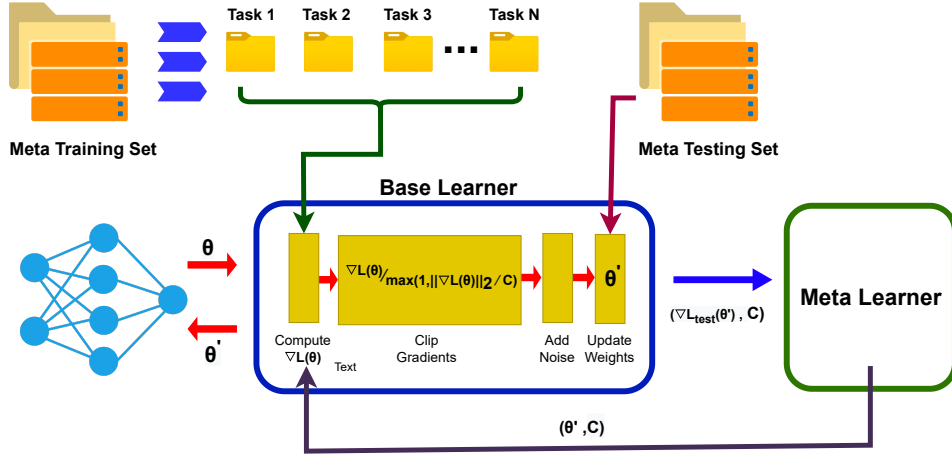 Task 1 Task 2 Task 3 Task N
...
Meta Training Set
Meta Testing Set
Base Learner
θ
θ'
∇L(θ)/max(1,||∇L(θ)||2 / C)
θ'
Compute
∇L(θ)
Text
Clip
Gradients
Add
Noise
Update
Weights
(∇Ltest(θ') , C)
Meta Learner
(θ' ,C)